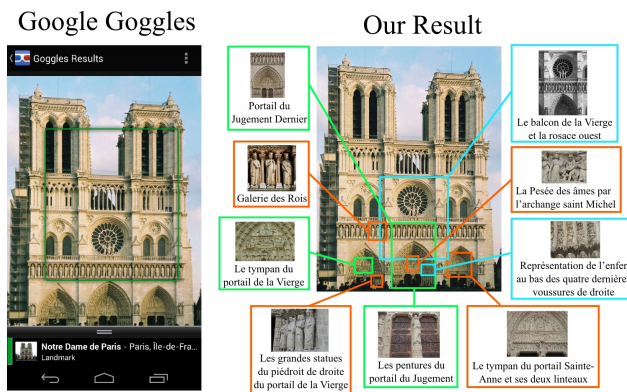 Google Goggles
Our Result
Goggles Results
Notre Dame de Paris - Paris, Île-de-Fra...
Landmark
Portail du
Jugement Dernier
Galerie des Rois
Le tympan du
portail de la Vierge
Les grandes statues
du piédroit de droite
du portail de la Vierge
Les pentures du
portail du Jugement
Le balcon de la Vierge
et la rosace ouest
La Pesée des âmes par
l'archange saint Michel
Représentation de l'enfer
au bas des quatre dernières
voussures de droite
Le tympan du portail Sainte-
Anne et ses deux linteaux